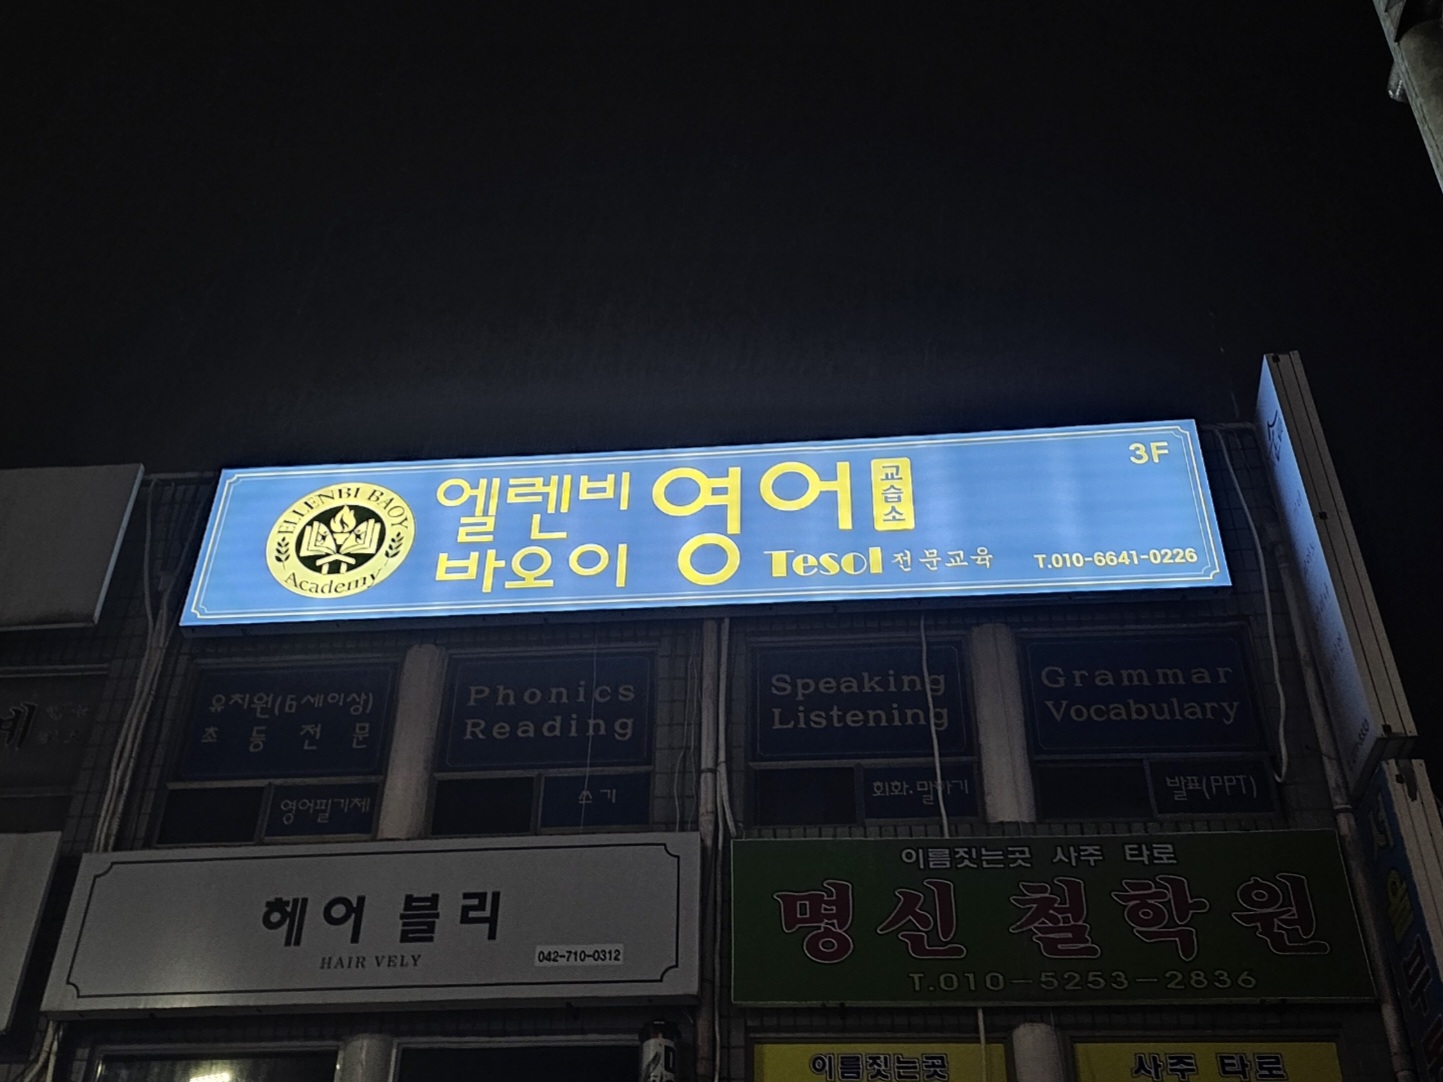 ELLENBI BAOY
Academy
엘렌비
바오이
영어
교습소
Tesol 전문교육
3F
T.010-6641-0226
유치원(6세이상)
초등전문
영어필기체
Phonics
Reading
쓰기
Speaking
Listening
회화.말하기
Grammar
Vocabulary
발표(PPT)
헤어블리
HAIR VELY
042-710-0312
이름짓는곳 사주 타로
명신철학원
T.010-5253-2836
이름짓는곳
사주 타로